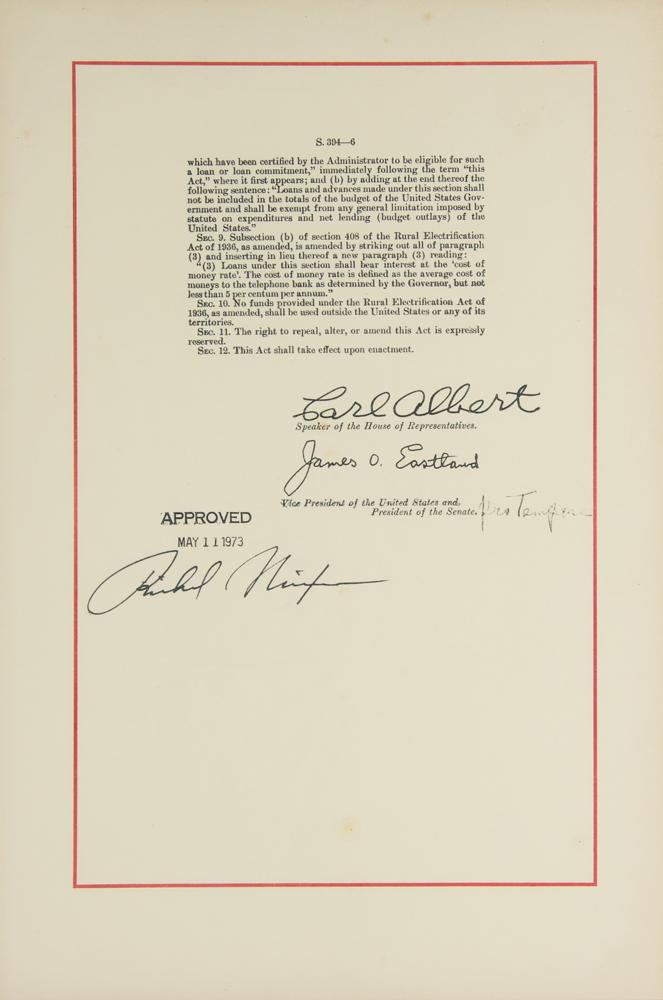 S. 394—6
which have been certified by the Administrator to be eligible for such
a loan or loan commitment,” immediately following the term “this
Act,” where it first appears; and (b) by adding at the end thereof the
following sentence: “Loans and advances made under this section shall
not be included in the totals of the budget of the United States Gov-
ernment and shall be exempt from any general limitation imposed by
statute on expenditures and net lending (budget outlays) of the
United States.”
SEC. 9. Subsection (b) of section 408 of the Rural Electrification
Act of 1936, as amended, is amended by striking out all of paragraph
(3) and inserting in lieu thereof a new paragraph (3) reading:
“(3) Loans under this section shall bear interest at the ‘cost of
money rate’. The cost of money rate is defined as the average cost of
moneys to the telephone bank as determined by the Governor, but not
less than 5 per centum per annum.”
SEC. 10. No funds provided under the Rural Electrification Act of
1936, as amended, shall be used outside the United States or any of its
territories.
SEC. 11. The right to repeal, alter, or amend this Act is expressly
reserved.
SEC. 12. This Act shall take effect upon enactment.
Carl Albert
Speaker of the House of Representatives.
James O. Eastland
Vice President of the United States and
President of the Senate. Pro Tempore
APPROVED
MAY 11 1973
Richard Nixon